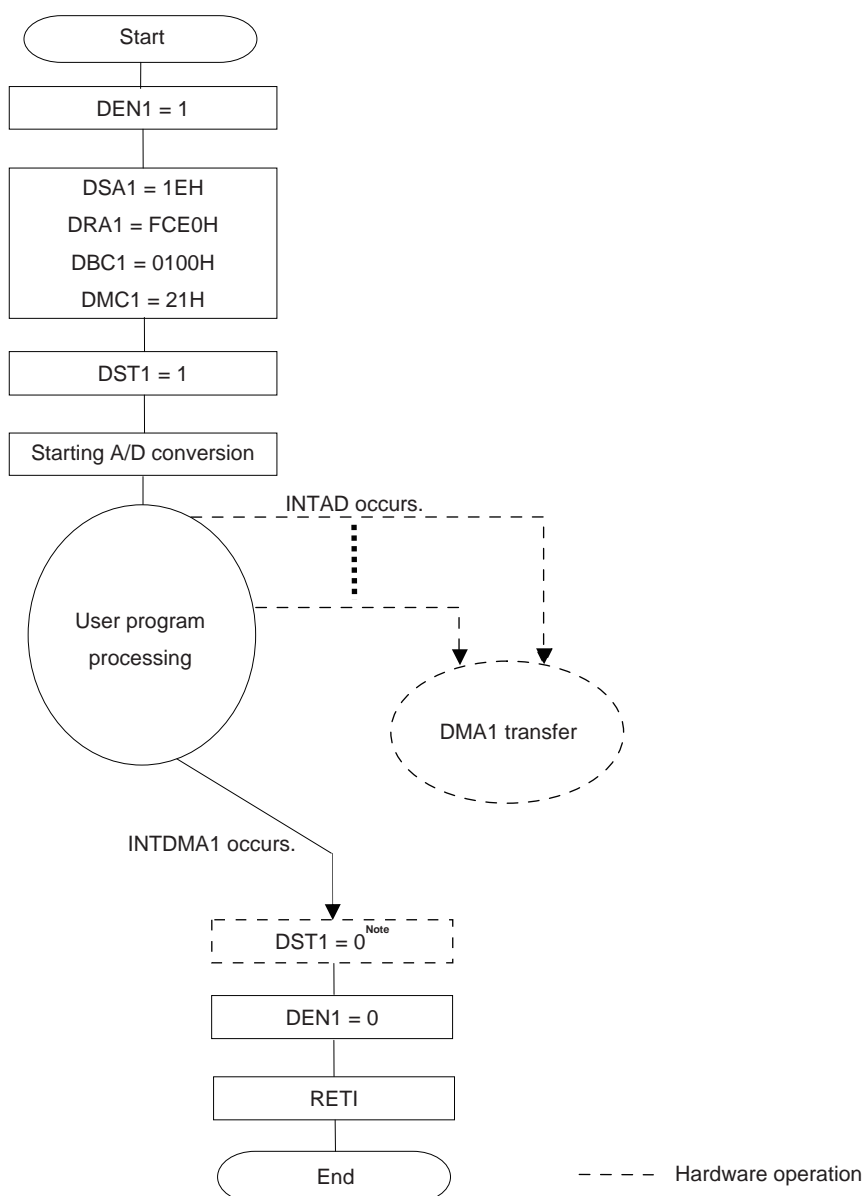 Start
DEN1 = 1
DSA1 = 1EH
DRA1 = FCE0H
DBC1 = 0100H
DMC1 = 21H
DST1 = 1
Starting A/D conversion
INTAD occurs.
User program
processing
DMA1 transfer
INTDMA1 occurs.
DST1 = 0Note
DEN1 = 0
RETI
End
Hardware operation